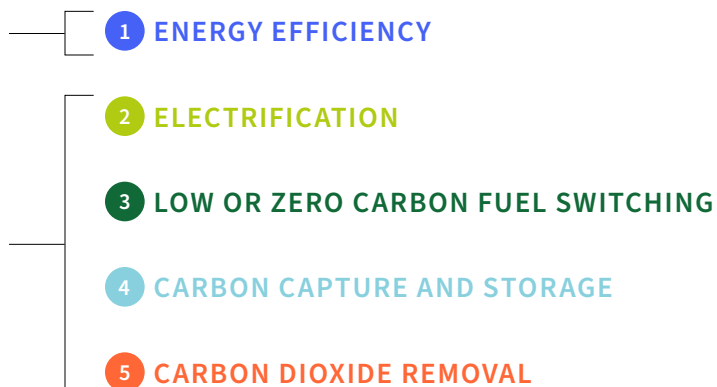 1 ENERGY EFFICIENCY
2 ELECTRIFICATION
3 LOW OR ZERO CARBON FUEL SWITCHING
4 CARBON CAPTURE AND STORAGE
5 CARBON DIOXIDE REMOVAL